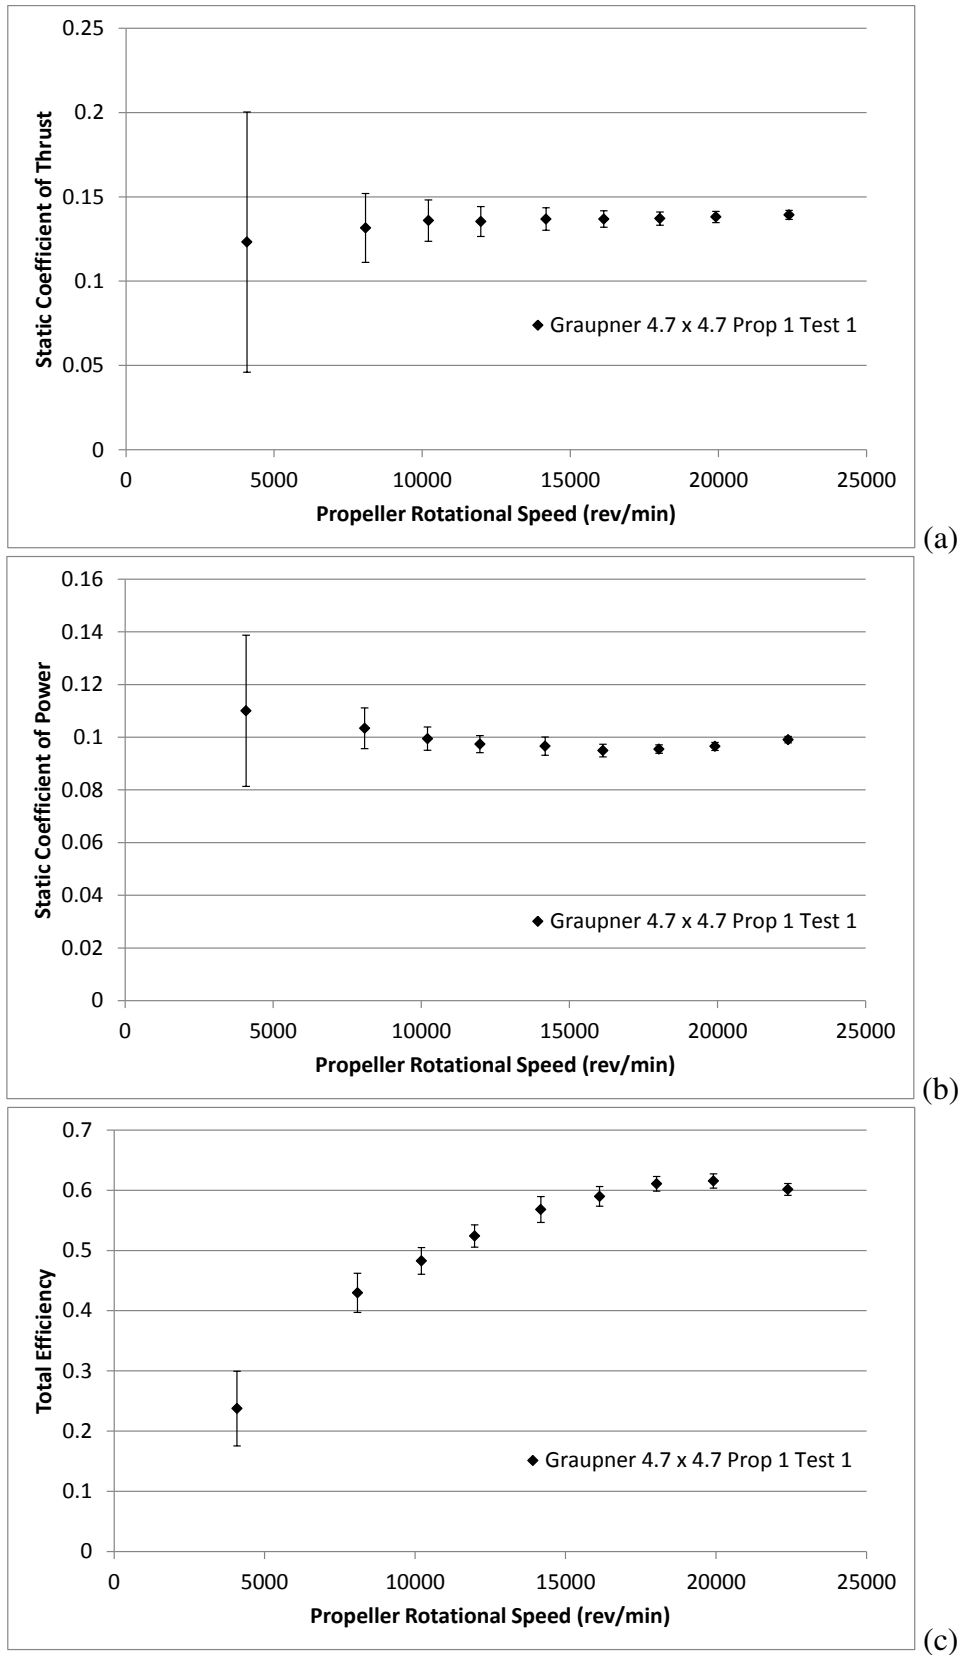 0.25
0.2
0.15
0.1
0.05
0
Static Coefficient of Thrust
Graupner 4.7 x 4.7 Prop 1 Test 1
0 5000 10000 15000 20000 25000
Propeller Rotational Speed (rev/min)
(a)
0.16
0.14
0.12
0.1
0.08
0.06
0.04
0.02
0
Static Coefficient of Power
Graupner 4.7 x 4.7 Prop 1 Test 1
0 5000 10000 15000 20000 25000
Propeller Rotational Speed (rev/min)
(b)
0.7
0.6
0.5
0.4
0.3
0.2
0.1
0
Total Efficiency
Graupner 4.7 x 4.7 Prop 1 Test 1
0 5000 10000 15000 20000 25000
Propeller Rotational Speed (rev/min)
(c)